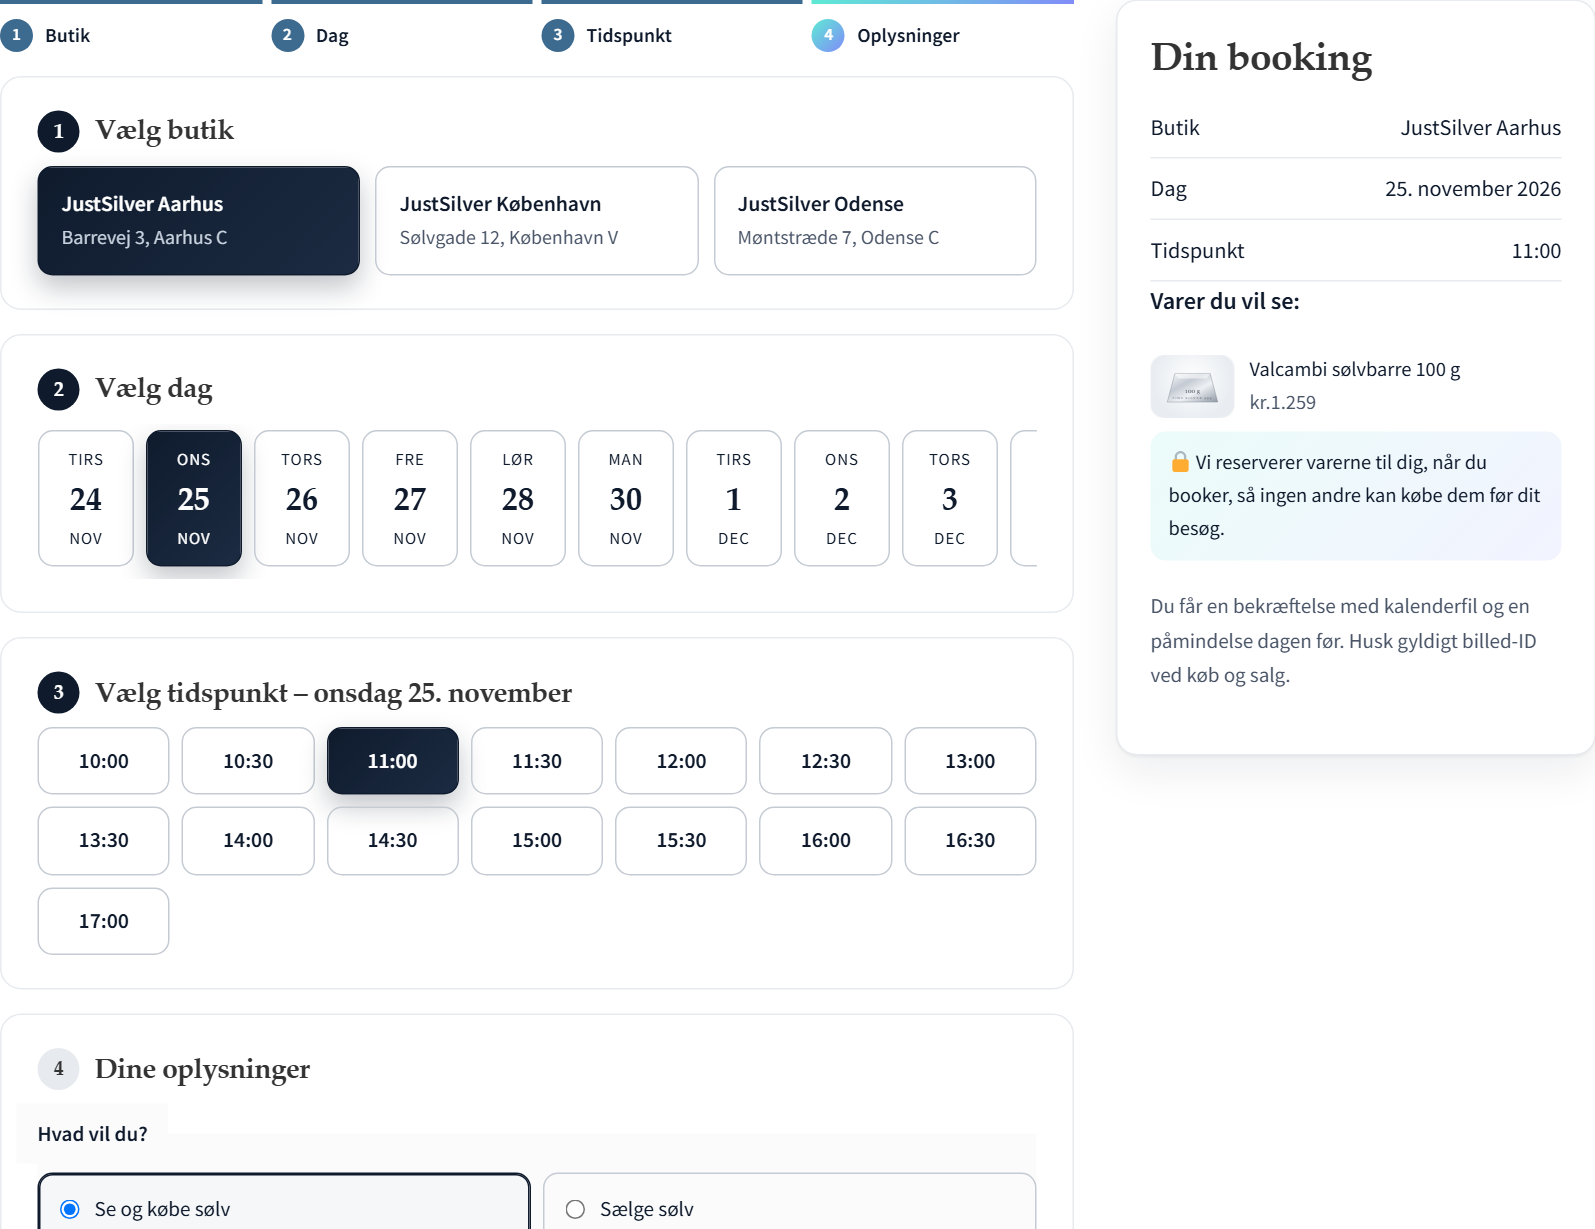 1 Butik
2 Dag
3 Tidspunkt
4 Oplysninger
1 Vælg butik
JustSilver Aarhus
Barrevej 3, Aarhus C
JustSilver København
Sølvgade 12, København V
JustSilver Odense
Møntstræde 7, Odense C
2 Vælg dag
TIRS
24
NOV
ONS
25
NOV
TORS
26
NOV
FRE
27
NOV
LØR
28
NOV
MAN
30
NOV
TIRS
1
DEC
ONS
2
DEC
TORS
3
DEC
3 Vælg tidspunkt – onsdag 25. november
10:00 10:30 11:00 11:30 12:00 12:30 13:00
13:30 14:00 14:30 15:00 15:30 16:00 16:30
17:00
4 Dine oplysninger
Hvad vil du?
Se og købe sølv
Sælge sølv
Din booking
Butik JustSilver Aarhus
Dag 25. november 2026
Tidspunkt 11:00
Varer du vil se:
100 g
Valcambi sølvbarre 100 g
kr.1.259
Vi reserverer varerne til dig, når du
booker, så ingen andre kan købe dem før dit
besøg.
Du får en bekræftelse med kalenderfil og en
påmindelse dagen før. Husk gyldigt billed-ID
ved køb og salg.